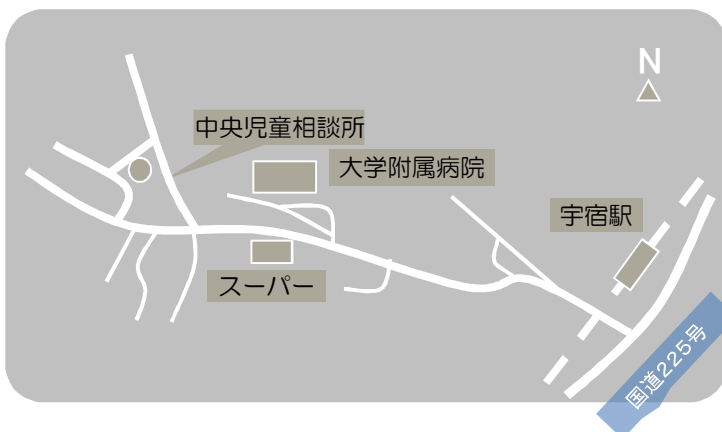 N
中央児童相談所
大学附属病院
宇宿駅
スーパー
国道225号